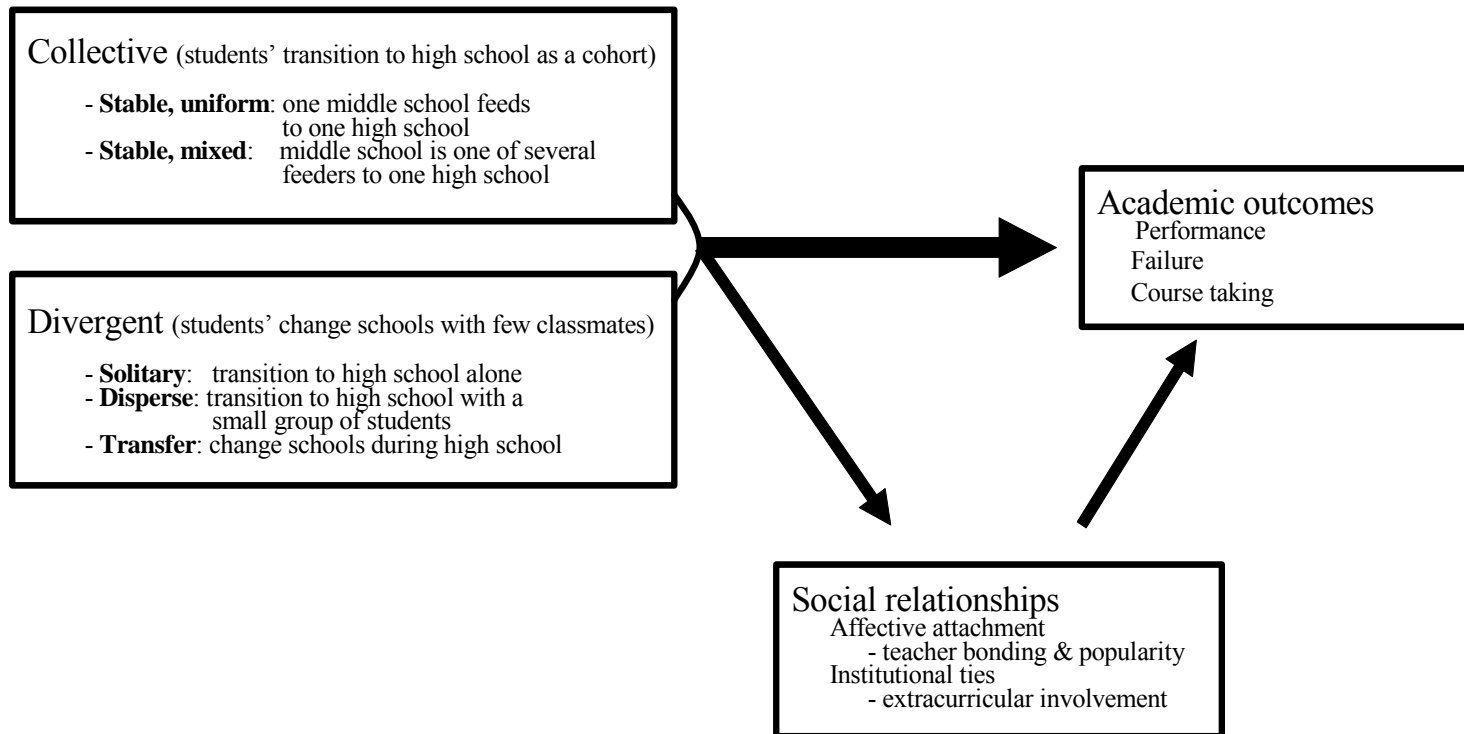 Collective (students’ transition to high school as a cohort)
- Stable, uniform: one middle school feeds
to one high school
- Stable, mixed: middle school is one of several
feeders to one high school
Divergent (students’ change schools with few classmates)
- Solitary: transition to high school alone
- Disperse: transition to high school with a
small group of students
- Transfer: change schools during high school
Academic outcomes
Performance
Failure
Course taking
Social relationships
Affective attachment
- teacher bonding & popularity
Institutional ties
- extracurricular involvement